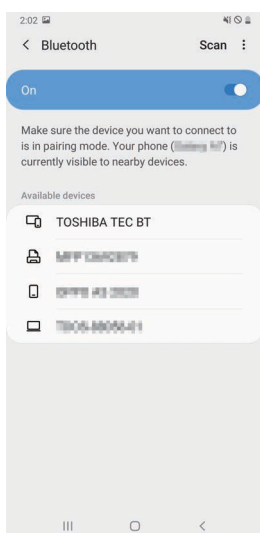 2:02
Bluetooth Scan
On
Make sure the device you want to connect to
is in pairing mode. Your phone ( ) is
currently visible to nearby devices.
Available devices
TOSHIBA TEC BT